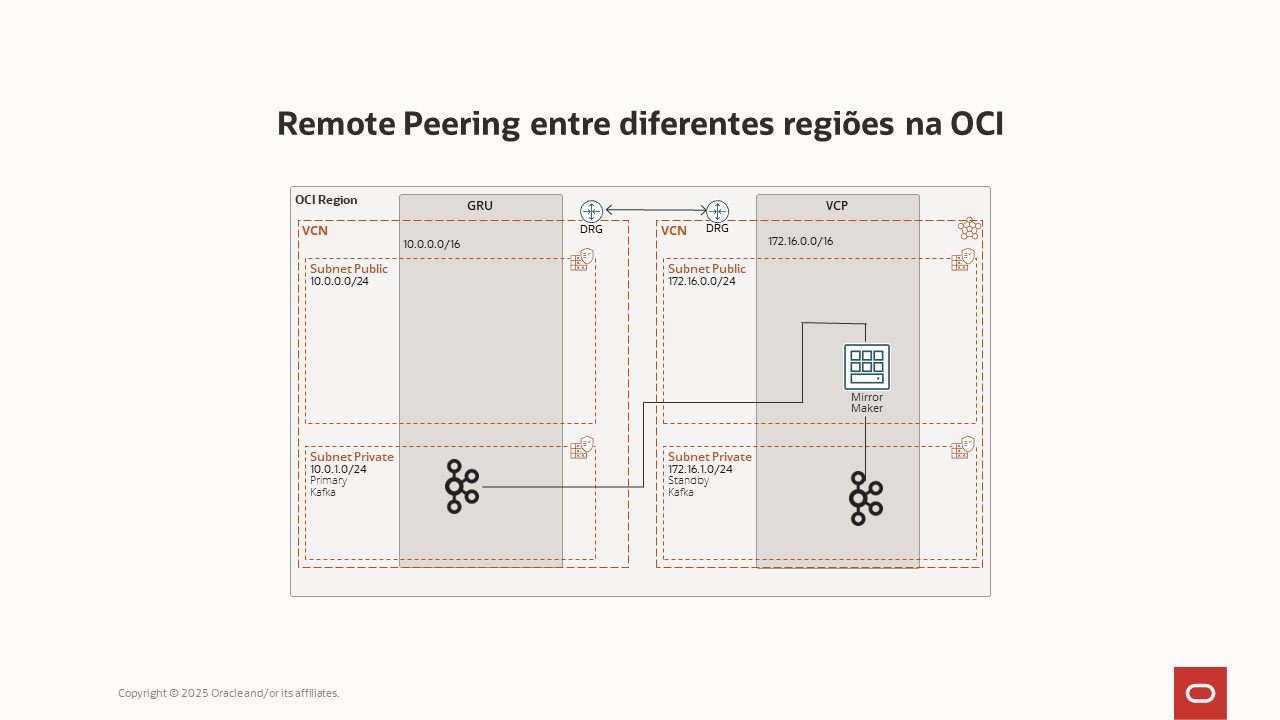 Remote Peering entre diferentes regiões na OCI
OCI Region
GRU
VCP
DRG
DRG
VCN
10.0.0.0/16
Subnet Public
10.0.0.0/24
Subnet Private
10.0.1.0/24
Primary
Kafka
VCN
172.16.0.0/16
Subnet Public
172.16.0.0/24
Mirror
Maker
Subnet Private
172.16.1.0/24
Standby
Kafka
Copyright © 2025 Oracle and/or its affiliates.